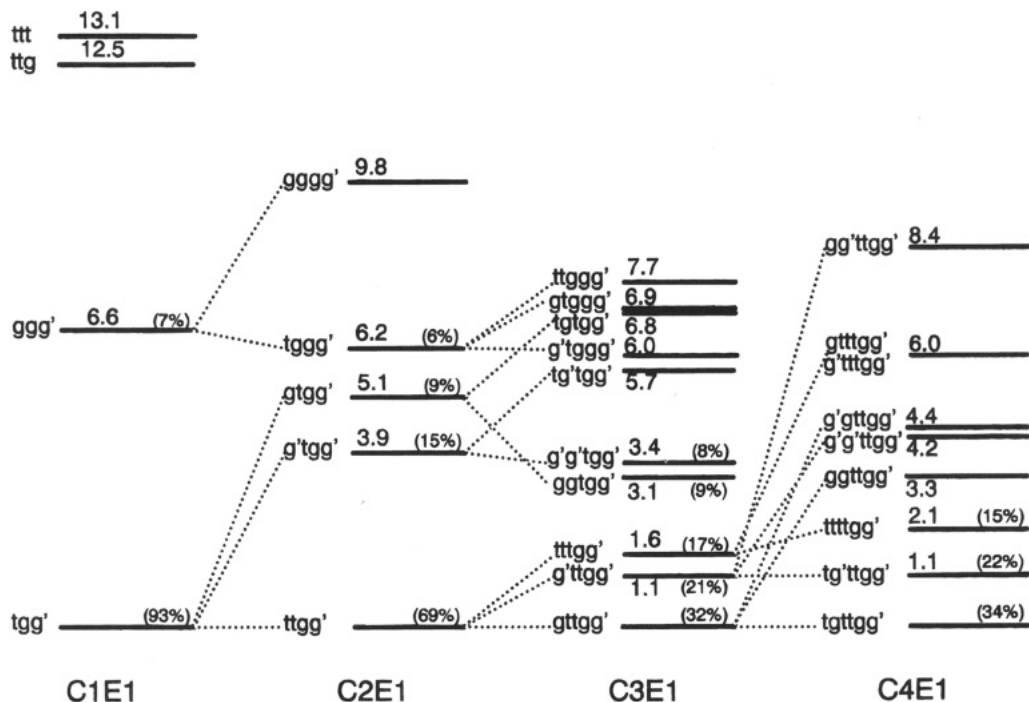 ttt 13.1
ttg 12.5
ggg' 6.6 (7%)
tgg' (93%)
C1E1
gggg' 9.8
tggg' 6.2 (6%)
gtgg' 5.1 (9%)
g'tgg' 3.9 (15%)
ttgg' (69%)
C2E1
ttggg' 7.7
gtggg' 6.9
tgtgg' 6.8
g'tggg' 6.0
tg'tgg' 5.7
g'g'tgg' 3.4 (8%)
ggtgg' 3.1 (9%)
tttgg' 1.6 (17%)
g'ttgg' 1.1 (21%)
gttgg' (32%)
C3E1
gg'ttgg' 8.4
gtttgg' 6.0
g'tttgg'
g'gttgg' 4.4
g'g'ttgg' 4.2
ggttgg' 3.3
ttttgg' 2.1 (15%)
tg'ttgg' 1.1 (22%)
tgttgg' (34%)
C4E1